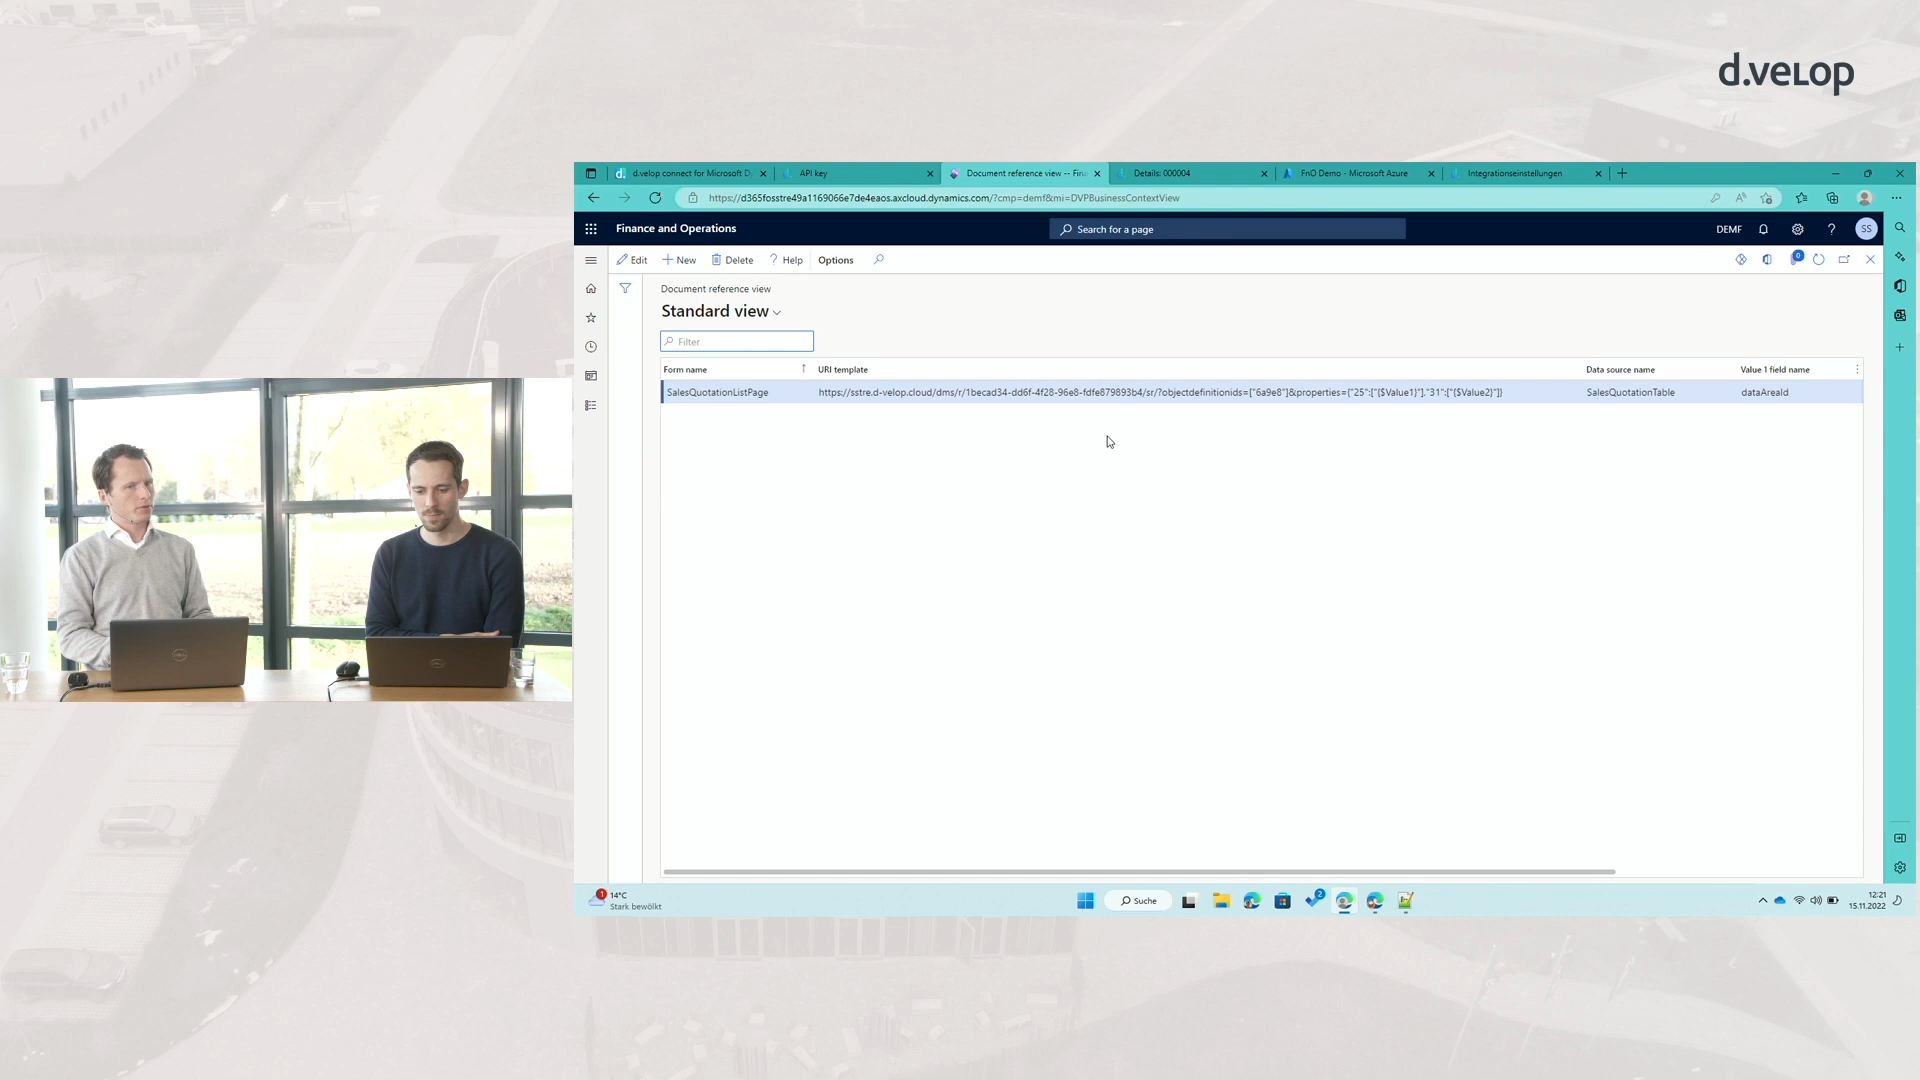 d.velop
d.velop connect for Microsoft D
API key
Document reference view -- Fina
Details: 000004
FnO Demo - Microsoft Azure
Integrationseinstellungen
https://d365fosstre49a1169066e7de4eaos.axcloud.dynamics.com/?cmp=demf&mi=DVPBusinessContextView
Finance and Operations
Search for a page
DEMF
SS
Edit
New
Delete
Help
Options
0
Document reference view
Standard view
Filter
Form name
URI template
Data source name
Value 1 field name
SalesQuotationListPage
https://sstre.d-velop.cloud/dms/r/1becad34-dd6f-4f28-96e8-fdfe879893b4/sr/?objectdefinitionids=["6a9e8"]&properties={"25":["{$Value1}"],"31":["{$Value2}"]}
SalesQuotationTable
dataAreaId
1
14°C
Stark bewölkt
Suche
2
12:21
15.11.2022